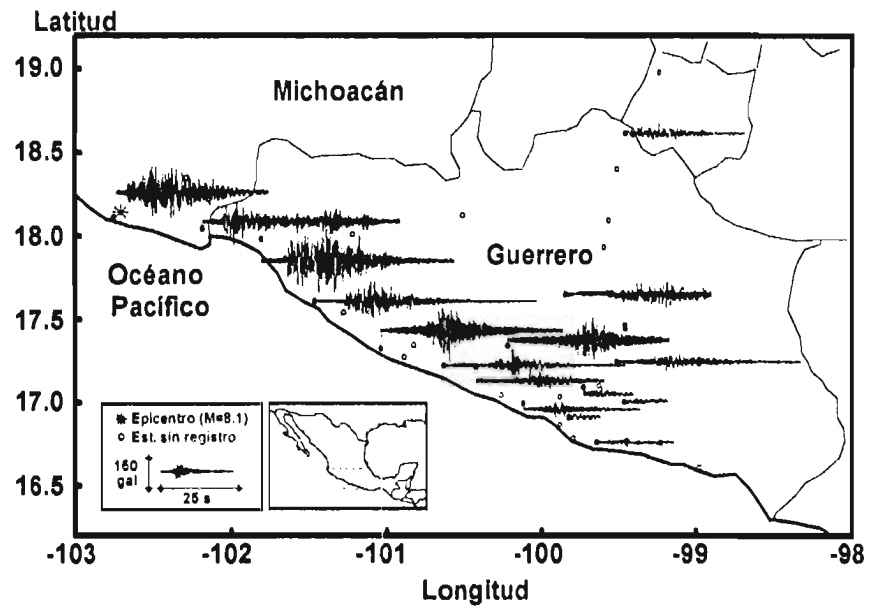 Latitud
19.0
18.5
18.0
17.5
17.0
16.5
Michoacán
Guerrero
Océano
Pacífico
Epicentro (M=8.1)
Est. sin registro
160
gal
25 s
-103
-102
-101
-100
-99
-98
Longitud